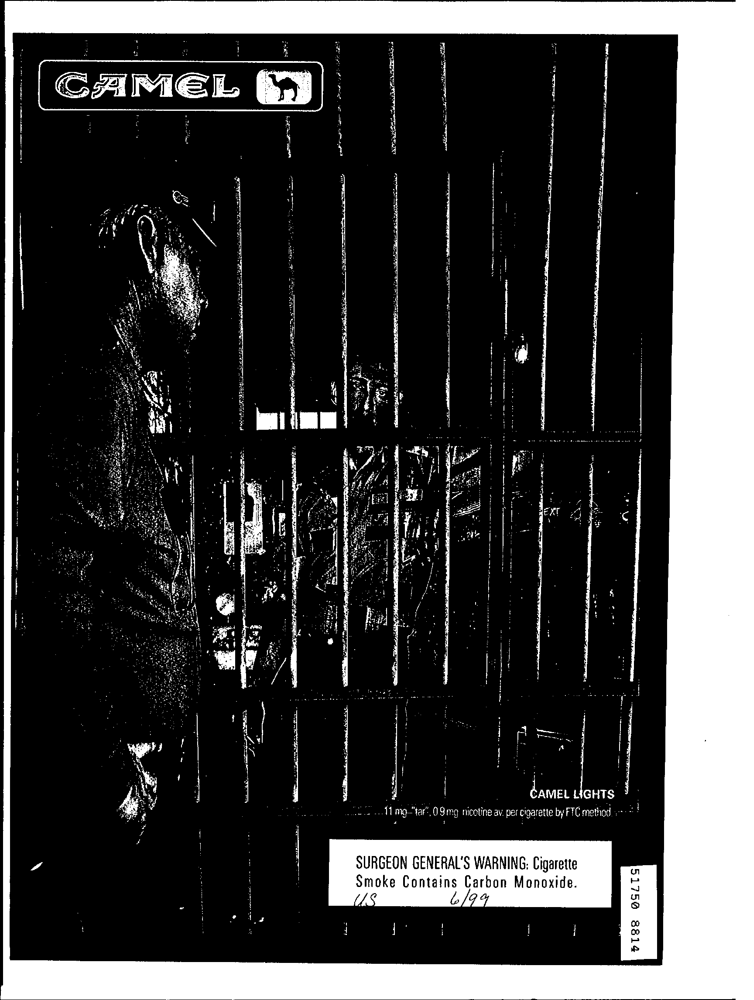 CAMEL
EXT
CAMEL LIGHTS
11 mg. "tar", 0.9 mg. nicotine av. per cigarette by FTC method.
SURGEON GENERAL'S WARNING: Cigarette
Smoke Contains Carbon Monoxide.
US 6/99
51750 8814